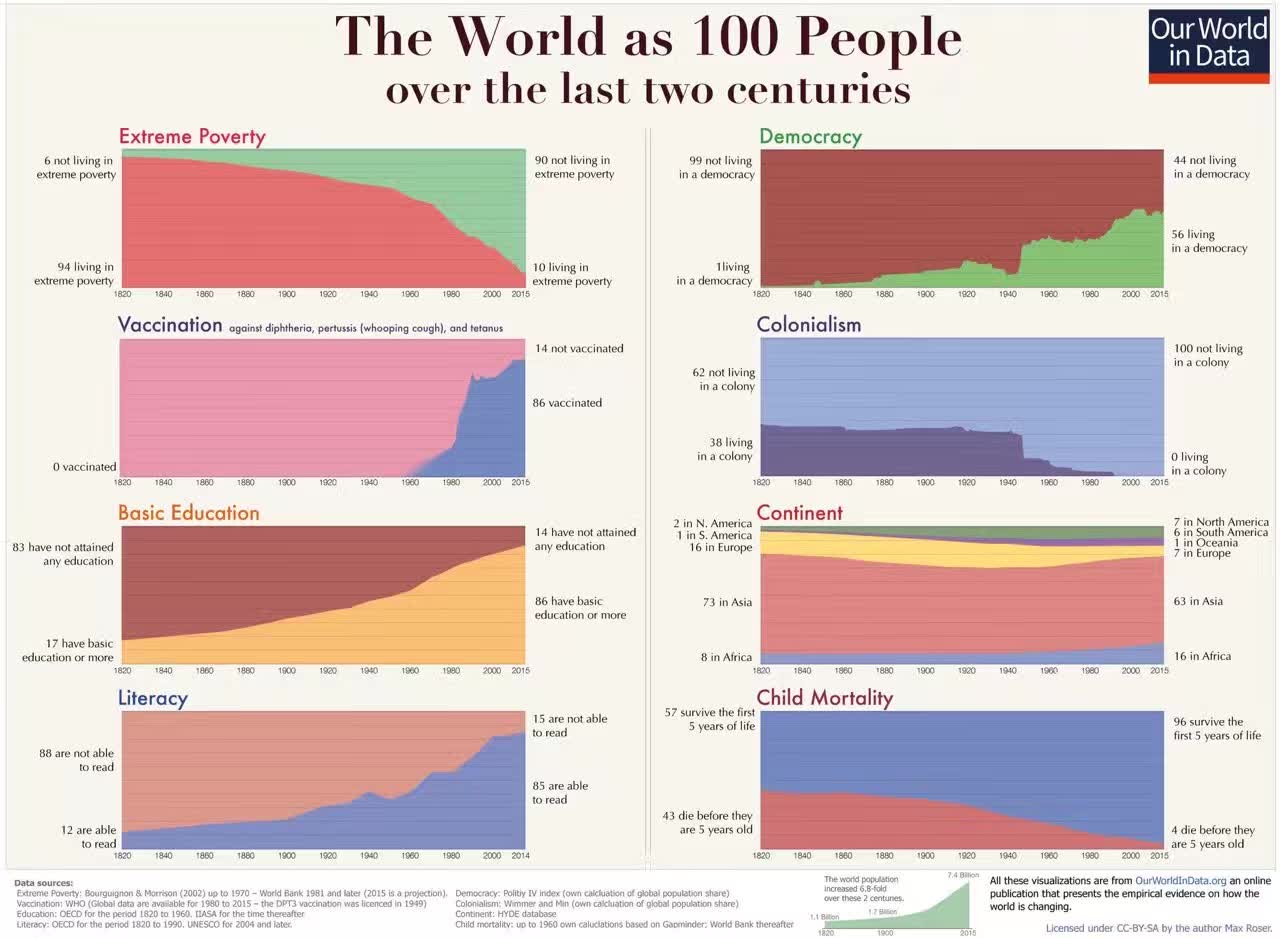 The World as 100 People
over the last two centuries
Our World
in Data
Extreme Poverty
6 not living in
extreme poverty
94 living in
extreme poverty
90 not living in
extreme poverty
10 living in
extreme poverty
1820 1840 1860 1880 1900 1920 1940 1960 1980 2000 2015
Vaccination against diphtheria, pertussis (whooping cough), and tetanus
0 vaccinated
14 not vaccinated
86 vaccinated
1820 1840 1860 1880 1900 1920 1940 1960 1980 2000 2015
Basic Education
83 have not attained
any education
17 have basic
education or more
14 have not attained
any education
86 have basic
education or more
1820 1840 1860 1880 1900 1920 1940 1960 1980 2000 2015
Literacy
88 are not able
to read
12 are able
to read
15 are not able
to read
85 are able
to read
1820 1840 1860 1880 1900 1920 1940 1960 1980 2000 2014
Democracy
99 not living
in a democracy
1living
in a democracy
44 not living
in a democracy
56 living
in a democracy
1820 1840 1860 1880 1900 1920 1940 1960 1980 2000 2015
Colonialism
62 not living
in a colony
38 living
in a colony
100 not living
in a colony
0 living
in a colony
1820 1840 1860 1880 1900 1920 1940 1960 1980 2000 2015
Continent
2 in N. America
1 in S. America
16 in Europe
73 in Asia
8 in Africa
7 in North America
6 in South America
1 in Oceania
7 in Europe
63 in Asia
16 in Africa
1820 1840 1860 1880 1900 1920 1940 1960 1980 2000 2015
Child Mortality
57 survive the first
5 years of life
43 die before they
are 5 years old
96 survive the
first 5 years of life
4 die before they
are 5 years old
1820 1840 1860 1880 1900 1920 1940 1960 1980 2000 2015
Data sources:
Extreme Poverty: Bourguignon & Morrison (2002) up to 1970 – World Bank 1981 and later (2015 is a projection).
Vaccination: WHO (Global data are available for 1980 to 2015 – the DPT3 vaccination was licenced in 1949)
Education: OECD for the period 1820 to 1960. IIASA for the time thereafter
Literacy: OECD for the period 1820 to 1990. UNESCO for 2004 and later.
Democracy: Politiy IV index (own calcluation of global population share)
Colonialism: Wimmer and Min (own calcluation of global population share)
Continent: HYDE database
Child mortality: up to 1960 own caluclations based on Gapminder; World Bank thereafter
The world population
increased 6.8-fold
over these 2 centuries.
1.1 Billion
1.7 Billion
7.4 Billion
1820 1900 2015
All these visualizations are from OurWorldInData.org an online
publication that presents the empirical evidence on how the
world is changing.
Licensed under CC-BY-SA by the author Max Roser.